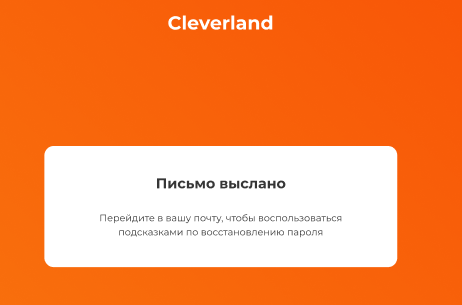 Cleverland
Письмо выслано
Перейдите в вашу почту, чтобы воспользоваться
подсказками по восстановлению пароля